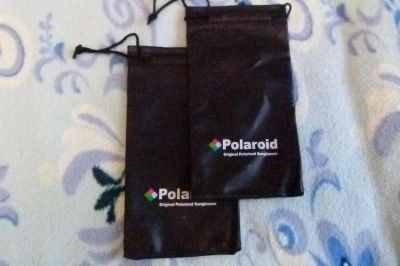 Polaroid
Original Polarized Sunglasses
Pola
Original Polarized Sunglasses